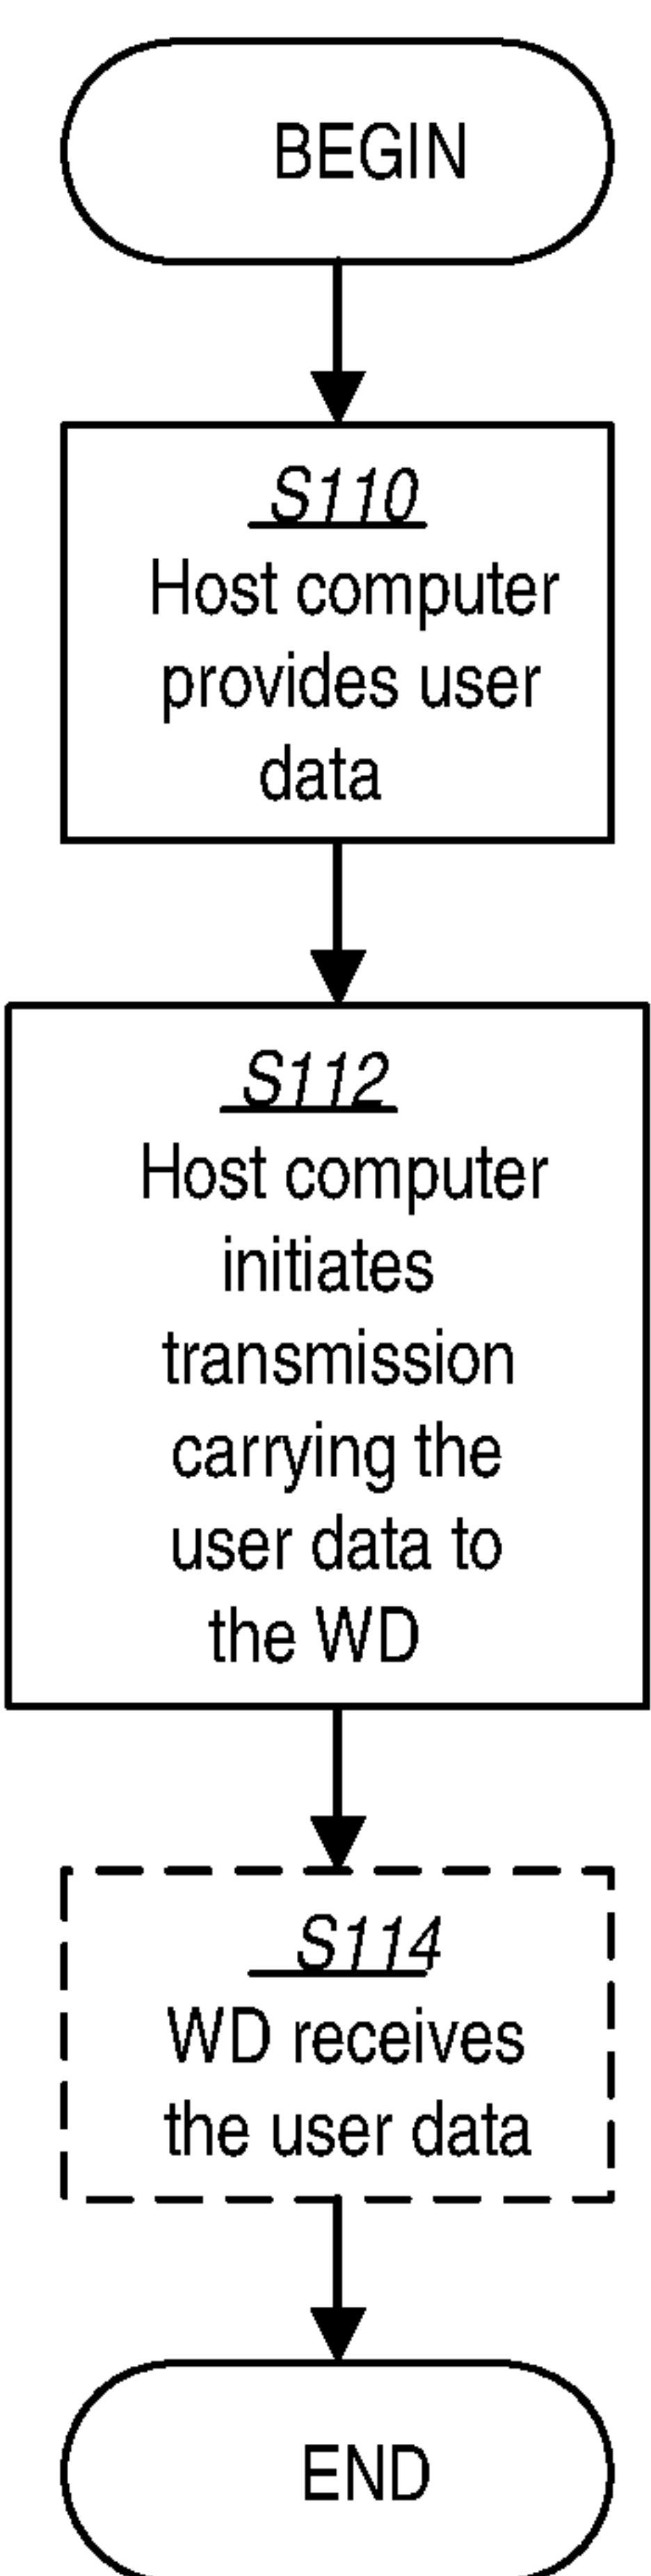 BEGIN
S110
Host computer
provides user
data
S112
Host computer
initiates
transmission
carrying the
user data to
the WD
S114
WD receives
the user data
END